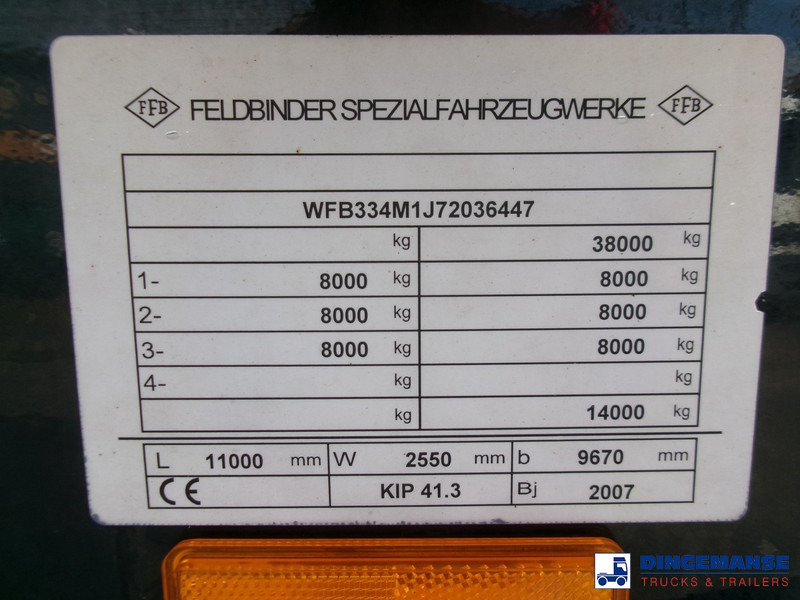 FFB FELDBINDER SPEZIALFAHRZEUGWERKE FFB
WFB334M1J72036447
kg 38000 kg
1- 8000 kg 8000 kg
2- 8000 kg 8000 kg
3- 8000 kg 8000 kg
4- kg kg
kg 14000 kg
L 11000 mm W 2550 mm b 9670 mm
CE KIP 41.3 Bj 2007
DINGEMANSE
TRUCKS & TRAILERS